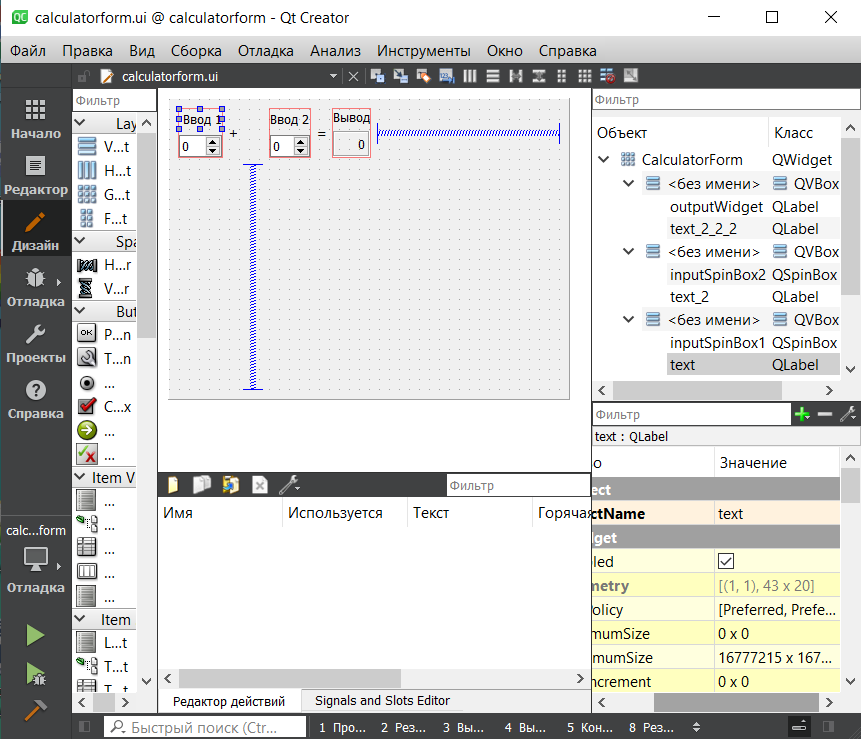 calculatorform.ui @ calculatorform - Qt Creator
Файл Правка Вид Сборка Отладка Анализ Инструменты Окно Справка
calculatorform.ui
Начало
Редактор
Дизайн
Отладка
Проекты
Справка
calc...form
Отладка
Фильтр
Lay
V...t
H...t
G...t
F...t
Spa
H...r
V...r
But
P...n
T...n
...
C...x
...
...
Item V
...
...
...
...
...
Item
L...t
T...t
T...t
Ввод 1 Ввод 2 Вывод
0 + 0 = 0
Фильтр
Имя Используется Текст Горячая
Редактор действий Signals and Slots Editor
Фильтр
Объект Класс
CalculatorForm QWidget
<без имени> QVBox
outputWidget QLabel
text_2_2_2 QLabel
<без имени> QVBox
inputSpinBox2 QSpinBox
text_2 QLabel
<без имени> QVBox
inputSpinBox1 QSpinBox
text QLabel
Фильтр
text : QLabel
о Значение
ect
ctName text
get
led
metry [(1, 1), 43 x 20]
olicy [Preferred, Prefe...
mumSize 0 x 0
mumSize 16777215 x 167...
ncrement 0 x 0
Быстрый поиск (Ctr... 1 Про... 2 Рез... 3 Вы... 4 Вы... 5 Кон... 8 Рез...